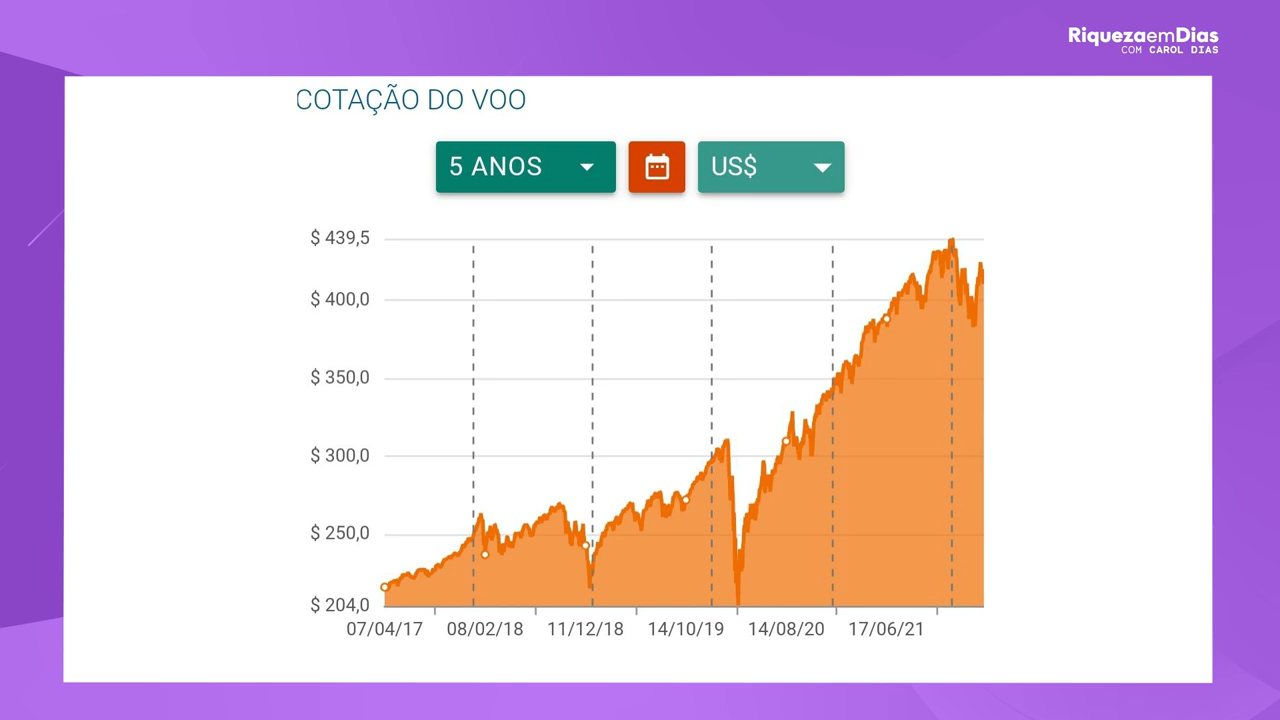 RiquezaemDias
COM CAROL DIAS
COTAÇÃO DO VOO
5 ANOS
US$
$ 439,5
$ 400,0
$ 350,0
$ 300,0
$ 250,0
$ 204,0
07/04/17 08/02/18 11/12/18 14/10/19 14/08/20 17/06/21